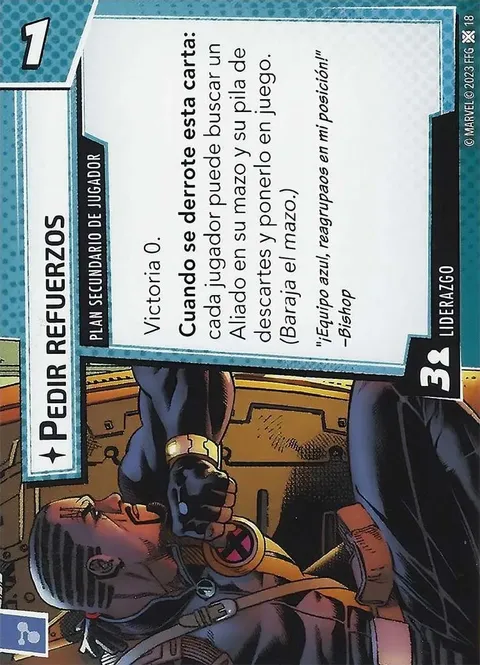 1
PEDIR REFUERZOS
PLAN SECUNDARIO DE JUGADOR
Victoria 0.
Cuando se derrote esta carta:
cada jugador puede buscar un
Aliado en su mazo y su pila de
descartes y ponerlo en juego.
(Baraja el mazo.)
"¡Equipo azul, reagrupaos en mi posición!"
–Bishop
3
LIDERAZGO
© MARVEL © 2023 FFG 18